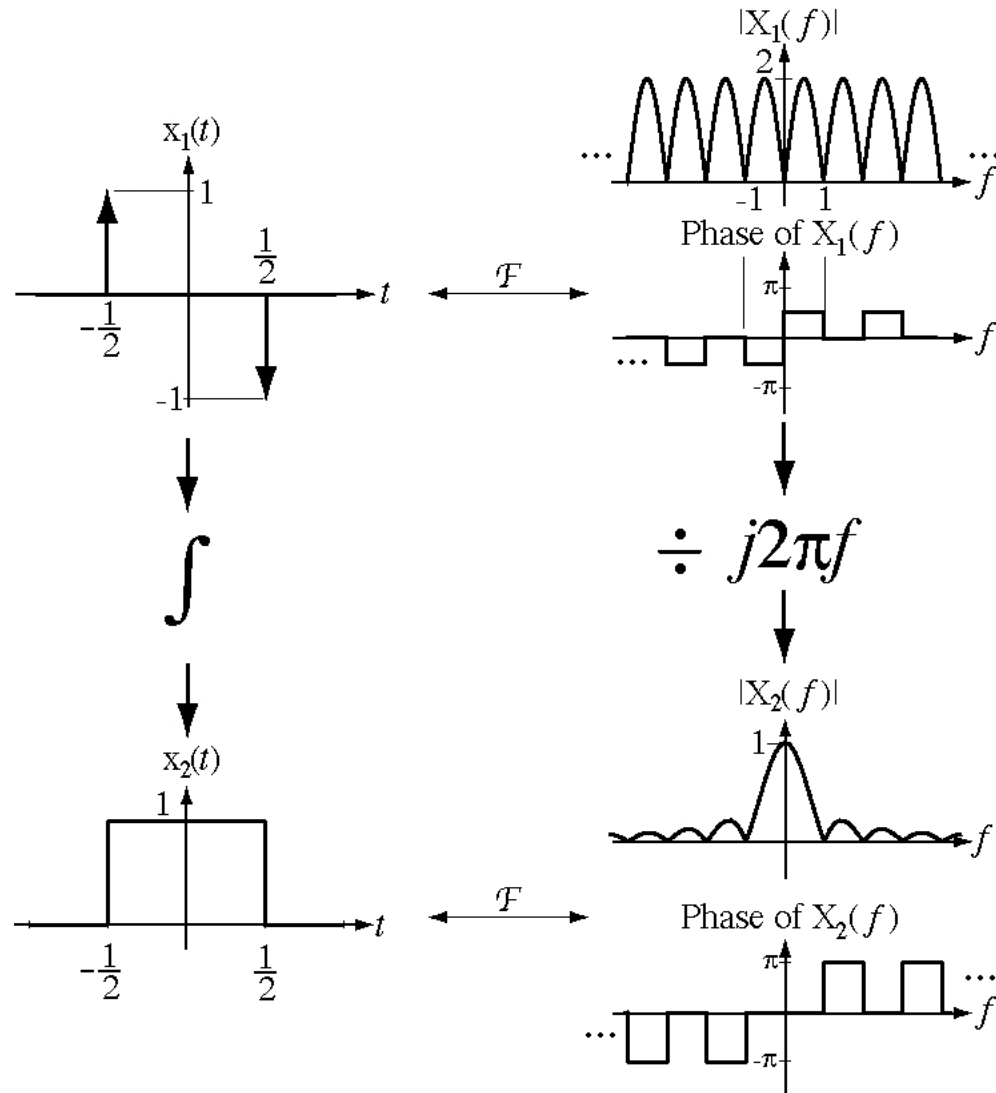 |X₁(f)|
2
x₁(t)
1
... ...
f
-1 1
Phase of X₁(f)
1/2
π
t
ℱ
f
-1/2
...
-π
-1
∫
÷ j2πf
|X₂(f)|
1
x₂(t)
1
f
ℱ
t
Phase of X₂(f)
-1/2 1/2
π
...
f
...
-π